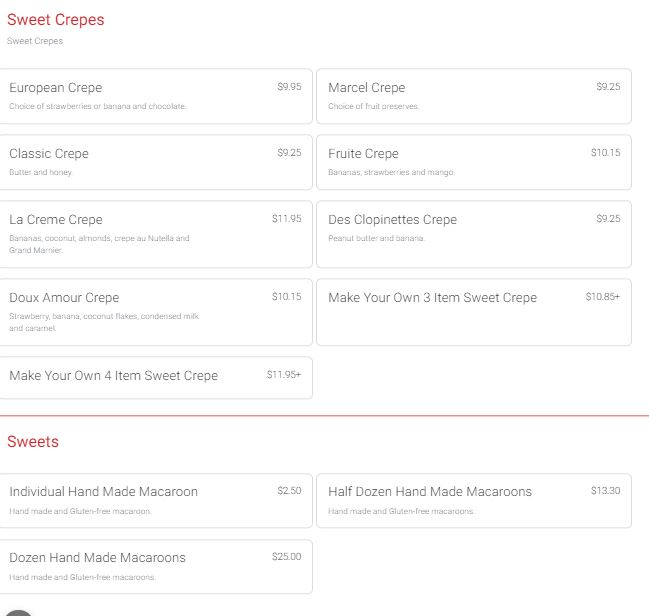 Sweet Crepes
Sweet Crepes
European Crepe $9.95
Choice of strawberries or banana and chocolate.
Marcel Crepe $9.25
Choice of fruit preserves.
Classic Crepe $9.25
Butter and honey.
Fruite Crepe $10.15
Bananas, strawberries and mango.
La Creme Crepe $11.95
Bananas, coconut, almonds, crepe au Nutella and
Grand Marnier.
Des Clopinettes Crepe $9.25
Peanut butter and banana.
Doux Amour Crepe $10.15
Strawberry, banana, coconut flakes, condensed milk
and caramel.
Make Your Own 3 Item Sweet Crepe $10.85+
Make Your Own 4 Item Sweet Crepe $11.95+
Sweets
Individual Hand Made Macaroon $2.50
Hand made and Gluten-free macaroon.
Half Dozen Hand Made Macaroons $13.30
Hand made and Gluten-free macaroons.
Dozen Hand Made Macaroons $25.00
Hand made and Gluten-free macaroons.